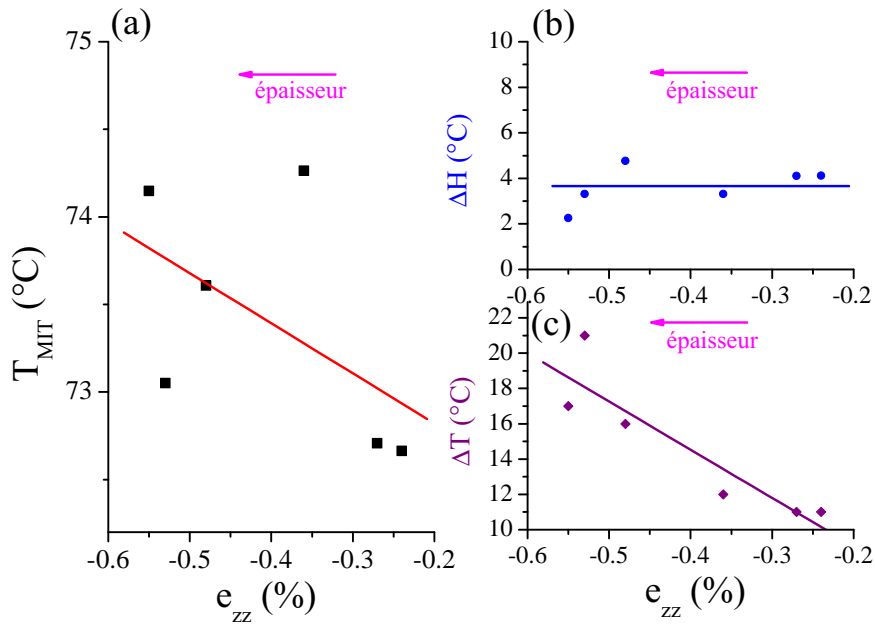 (a)
75
74
73
T_MIT (°C)
épaisseur
-0.6
-0.5
-0.4
-0.3
-0.2
e_zz (%)
(b)
10
8
6
4
2
0
ΔH (°C)
épaisseur
-0.6
-0.5
-0.4
-0.3
-0.2
(c)
22
20
18
16
14
12
10
ΔT (°C)
épaisseur
-0.6
-0.5
-0.4
-0.3
-0.2
e_zz (%)